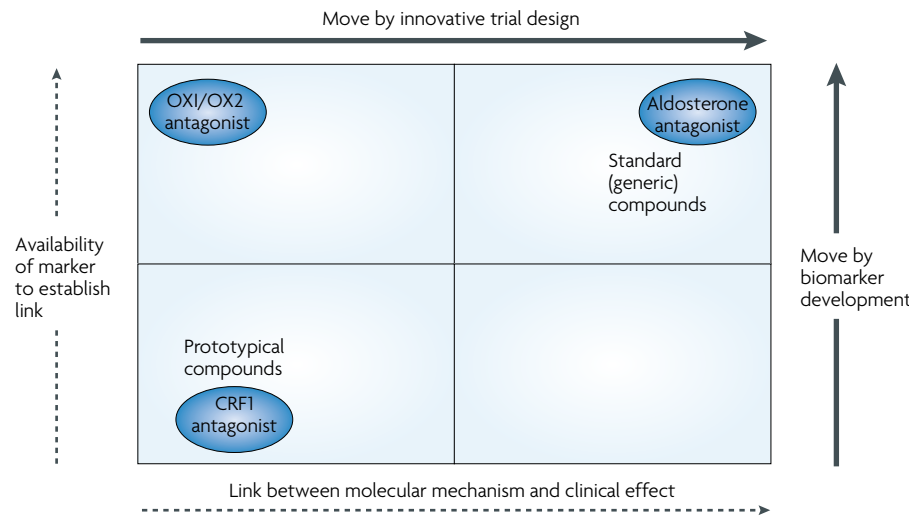 Move by innovative trial design
OX1/OX2
antagonist
Aldosterone
antagonist
Standard
(generic)
compounds
Availability
of marker
to establish
link
Move by
biomarker
development
Prototypical
compounds
CRF1
antagonist
Link between molecular mechanism and clinical effect